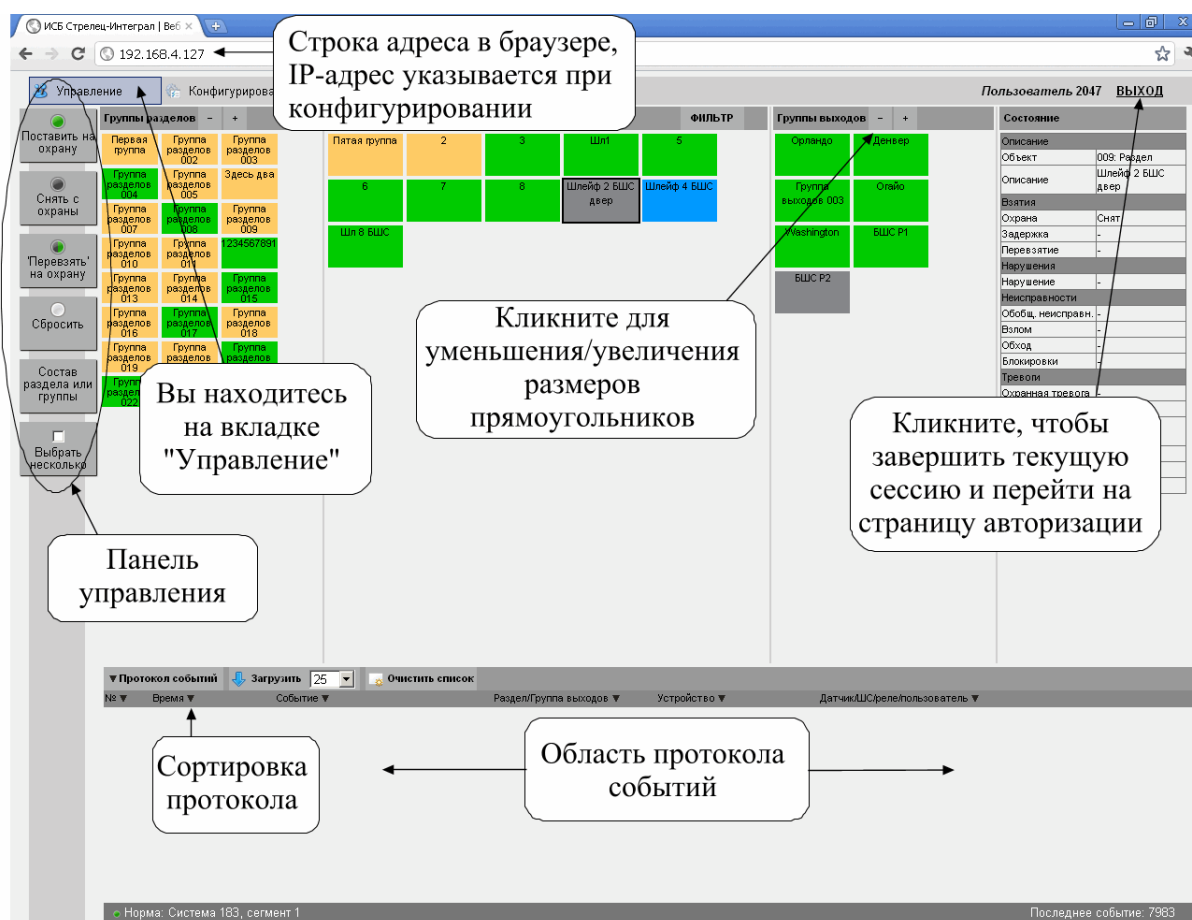 ИСБ Стрелец-Интеграл | Веб
192.168.4.127
Строка адреса в браузере,
IP-адрес указывается при
конфигурировании
Управление
Конфигурирова
Пользователь 2047 ВЫХОД
Поставить на
охрану
Снять с
охраны
'Перевзять'
на охрану
Сбросить
Состав
раздела или
группы
Выбрать
несколько
Группы разделов - +
Первая
группа
Группа
разделов
002
Группа
разделов
003
Группа
разделов
004
Группа
разделов
005
Здесь два
Группа
разделов
007
Группа
разделов
008
Группа
разделов
009
Группа
разделов
010
Группа
разделов
011
1234567891
Группа
разделов
013
Группа
разделов
014
Группа
разделов
015
Группа
разделов
016
Группа
разделов
017
Группа
разделов
018
Группа
разделов
019
Группа
разделов
Группа
разделов
022
ФИЛЬТР
Пятая группа
2
3
Шл1
5
6
7
8
Шлейф 2 БШС
двер
Шлейф 4 БШС
Шл 8 БШС
Группы выходов - +
Орландо
Денвер
Группа
выходов 003
Огайо
Washington
БШС Р1
БШС Р2
Состояние
Описание
Объект 009: Раздел
Описание Шлейф 2 БШС
двер
Взятия
Охрана Снят
Задержка -
Перевзятие -
Нарушения
Нарушение -
Неисправности
Обобщ. неисправн. -
Взлом -
Обход -
Блокировки -
Тревоги
Охранная тревога -
Вы находитесь
на вкладке
"Управление"
Кликните для
уменьшения/увеличения
размеров
прямоугольников
Кликните, чтобы
завершить текущую
сессию и перейти на
страницу авторизации
Панель
управления
▼ Протокол событий Загрузить 25 Очистить список
№ ▼ Время ▼ Событие ▼ Раздел/Группа выходов ▼ Устройство ▼ Датчик/ШС/реле/пользователь ▼
Сортировка
протокола
Область протокола
событий
Норма: Система 183, сегмент 1
Последнее событие: 7983